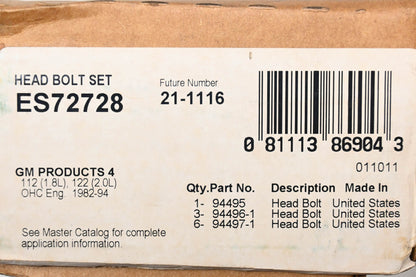 HEAD BOLT SET
ES72728
Future Number
21-1116
0 81113 86904 3
011011
GM PRODUCTS 4
112 (1.8L), 122 (2.0L)
OHC Eng. 1982-94
Qty. Part No. Description Made In
1- 94495 Head Bolt United States
3- 94496-1 Head Bolt United States
6- 94497-1 Head Bolt United States
See Master Catalog for complete
application information.